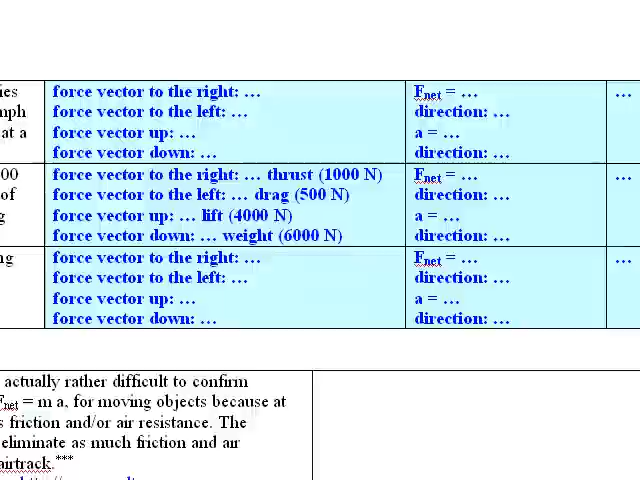 ies
mph
at a
force vector to the right: …
force vector to the left: …
force vector up: …
force vector down: …
Fnet = …
direction: …
a = …
direction: …
…
00
of
g
force vector to the right: … thrust (1000 N)
force vector to the left: … drag (500 N)
force vector up: … lift (4000 N)
force vector down: … weight (6000 N)
Fnet = …
direction: …
a = …
direction: …
…
ng
force vector to the right: …
force vector to the left: …
force vector up: …
force vector down: …
Fnet = …
direction: …
a = …
direction: …
…
actually rather difficult to confirm
Fnet = m a, for moving objects because at
s friction and/or air resistance. The
eliminate as much friction and air
airtrack.***